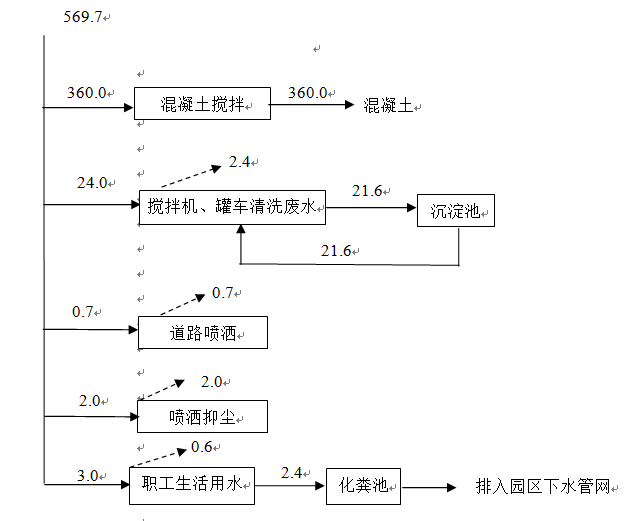 569.7
360.0
混凝土搅拌
360.0
混凝土
2.4
24.0
搅拌机、罐车清洗废水
21.6
沉淀池
21.6
0.7
0.7
道路喷洒
2.0
2.0
喷洒抑尘
0.6
3.0
职工生活用水
2.4
化粪池
排入园区下水管网